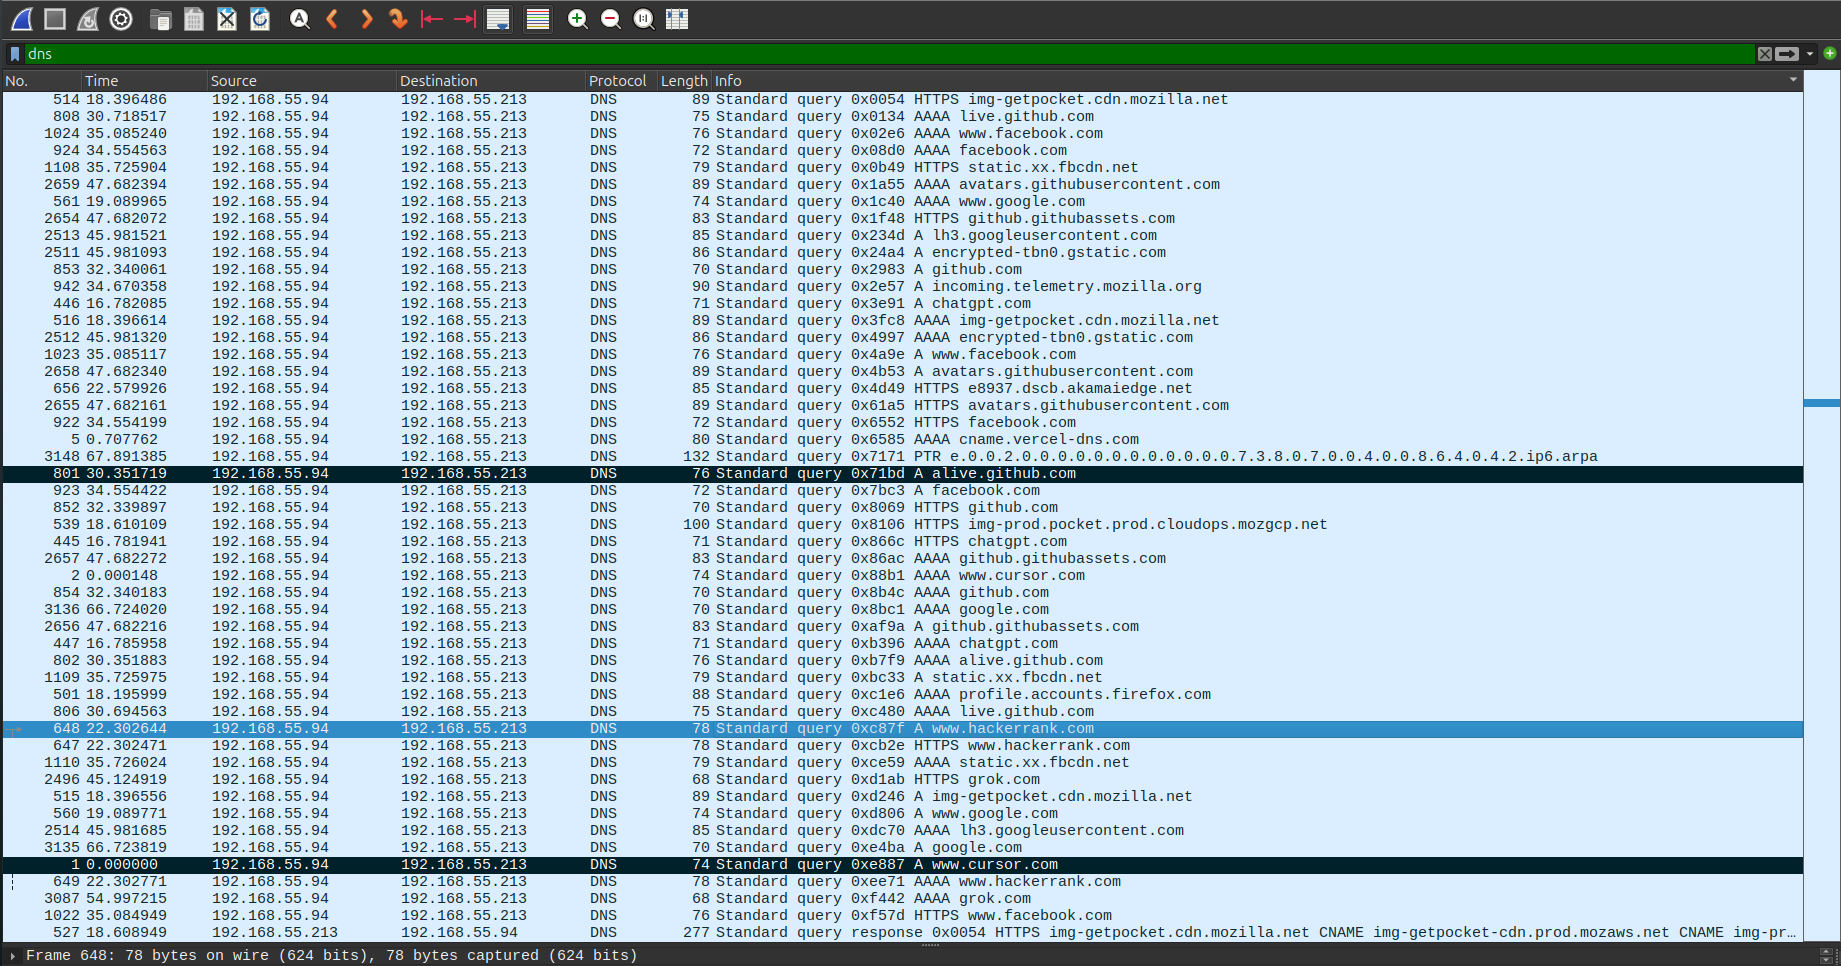 dns
No. Time Source Destination Protocol Length Info
514 18.396486 192.168.55.94 192.168.55.213 DNS 89 Standard query 0x0054 HTTPS img-getpocket.cdn.mozilla.net
808 30.718517 192.168.55.94 192.168.55.213 DNS 75 Standard query 0x0134 AAAA live.github.com
1024 35.085240 192.168.55.94 192.168.55.213 DNS 76 Standard query 0x02e6 AAAA www.facebook.com
924 34.554563 192.168.55.94 192.168.55.213 DNS 72 Standard query 0x08d0 AAAA facebook.com
1108 35.725904 192.168.55.94 192.168.55.213 DNS 79 Standard query 0x0b49 HTTPS static.xx.fbcdn.net
2659 47.682394 192.168.55.94 192.168.55.213 DNS 89 Standard query 0x1a55 AAAA avatars.githubusercontent.com
561 19.089965 192.168.55.94 192.168.55.213 DNS 74 Standard query 0x1c40 AAAA www.google.com
2654 47.682072 192.168.55.94 192.168.55.213 DNS 83 Standard query 0x1f48 HTTPS github.githubassets.com
2513 45.981521 192.168.55.94 192.168.55.213 DNS 85 Standard query 0x234d A lh3.googleusercontent.com
2511 45.981093 192.168.55.94 192.168.55.213 DNS 86 Standard query 0x24a4 A encrypted-tbn0.gstatic.com
853 32.340061 192.168.55.94 192.168.55.213 DNS 70 Standard query 0x2983 A github.com
942 34.670358 192.168.55.94 192.168.55.213 DNS 90 Standard query 0x2e57 A incoming.telemetry.mozilla.org
446 16.782085 192.168.55.94 192.168.55.213 DNS 71 Standard query 0x3e91 A chatgpt.com
516 18.396614 192.168.55.94 192.168.55.213 DNS 89 Standard query 0x3fc8 AAAA img-getpocket.cdn.mozilla.net
2512 45.981320 192.168.55.94 192.168.55.213 DNS 86 Standard query 0x4997 AAAA encrypted-tbn0.gstatic.com
1023 35.085117 192.168.55.94 192.168.55.213 DNS 76 Standard query 0x4a9e A www.facebook.com
2658 47.682340 192.168.55.94 192.168.55.213 DNS 89 Standard query 0x4b53 A avatars.githubusercontent.com
656 22.579926 192.168.55.94 192.168.55.213 DNS 85 Standard query 0x4d49 HTTPS e8937.dscb.akamaiedge.net
2655 47.682161 192.168.55.94 192.168.55.213 DNS 89 Standard query 0x61a5 HTTPS avatars.githubusercontent.com
922 34.554199 192.168.55.94 192.168.55.213 DNS 72 Standard query 0x6552 HTTPS facebook.com
5 0.707762 192.168.55.94 192.168.55.213 DNS 80 Standard query 0x6585 AAAA cname.vercel-dns.com
3148 67.891385 192.168.55.94 192.168.55.213 DNS 132 Standard query 0x7171 PTR e.0.0.2.0.0.0.0.0.0.0.0.0.0.0.0.7.3.8.0.7.0.0.4.0.0.8.6.4.0.4.2.ip6.arpa
801 30.351719 192.168.55.94 192.168.55.213 DNS 76 Standard query 0x71bd A alive.github.com
923 34.554422 192.168.55.94 192.168.55.213 DNS 72 Standard query 0x7bc3 A facebook.com
852 32.339897 192.168.55.94 192.168.55.213 DNS 70 Standard query 0x8069 HTTPS github.com
539 18.610109 192.168.55.94 192.168.55.213 DNS 100 Standard query 0x8106 HTTPS img-prod.pocket.prod.cloudops.mozgcp.net
445 16.781941 192.168.55.94 192.168.55.213 DNS 71 Standard query 0x866c HTTPS chatgpt.com
2657 47.682272 192.168.55.94 192.168.55.213 DNS 83 Standard query 0x86ac AAAA github.githubassets.com
2 0.000148 192.168.55.94 192.168.55.213 DNS 74 Standard query 0x88b1 AAAA www.cursor.com
854 32.340183 192.168.55.94 192.168.55.213 DNS 70 Standard query 0x8b4c AAAA github.com
3136 66.724020 192.168.55.94 192.168.55.213 DNS 70 Standard query 0x8bc1 AAAA google.com
2656 47.682216 192.168.55.94 192.168.55.213 DNS 83 Standard query 0xaf9a A github.githubassets.com
447 16.785958 192.168.55.94 192.168.55.213 DNS 71 Standard query 0xb396 AAAA chatgpt.com
802 30.351883 192.168.55.94 192.168.55.213 DNS 76 Standard query 0xb7f9 AAAA alive.github.com
1109 35.725975 192.168.55.94 192.168.55.213 DNS 79 Standard query 0xbc33 A static.xx.fbcdn.net
501 18.195999 192.168.55.94 192.168.55.213 DNS 88 Standard query 0xc1e6 AAAA profile.accounts.firefox.com
806 30.694563 192.168.55.94 192.168.55.213 DNS 75 Standard query 0xc480 AAAA live.github.com
648 22.302644 192.168.55.94 192.168.55.213 DNS 78 Standard query 0xc87f A www.hackerrank.com
647 22.302471 192.168.55.94 192.168.55.213 DNS 78 Standard query 0xcb2e HTTPS www.hackerrank.com
1110 35.726024 192.168.55.94 192.168.55.213 DNS 79 Standard query 0xce59 AAAA static.xx.fbcdn.net
2496 45.124919 192.168.55.94 192.168.55.213 DNS 68 Standard query 0xd1ab HTTPS grok.com
515 18.396556 192.168.55.94 192.168.55.213 DNS 89 Standard query 0xd246 A img-getpocket.cdn.mozilla.net
560 19.089771 192.168.55.94 192.168.55.213 DNS 74 Standard query 0xd806 A www.google.com
2514 45.981685 192.168.55.94 192.168.55.213 DNS 85 Standard query 0xdc70 AAAA lh3.googleusercontent.com
3135 66.723819 192.168.55.94 192.168.55.213 DNS 70 Standard query 0xe4ba A google.com
1 0.000000 192.168.55.94 192.168.55.213 DNS 74 Standard query 0xe887 A www.cursor.com
649 22.302771 192.168.55.94 192.168.55.213 DNS 78 Standard query 0xee71 AAAA www.hackerrank.com
3087 54.997215 192.168.55.94 192.168.55.213 DNS 68 Standard query 0xf442 AAAA grok.com
1022 35.084949 192.168.55.94 192.168.55.213 DNS 76 Standard query 0xf57d HTTPS www.facebook.com
527 18.608949 192.168.55.213 192.168.55.94 DNS 277 Standard query response 0x0054 HTTPS img-getpocket.cdn.mozilla.net CNAME img-getpocket-cdn.prod.mozaws.net CNAME img-pr…
Frame 648: 78 bytes on wire (624 bits), 78 bytes captured (624 bits)